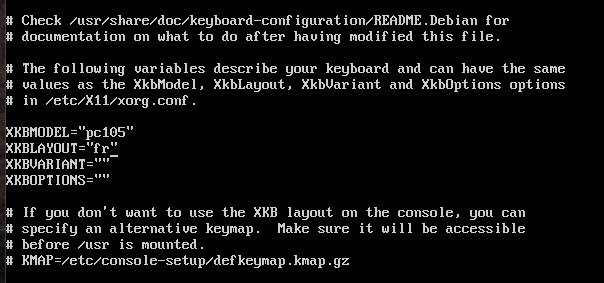 # Check /usr/share/doc/keyboard-configuration/README.Debian for
# documentation on what to do after having modified this file.
# The following variables describe your keyboard and can have the same
# values as the XkbModel, XkbLayout, XkbVariant and XkbOptions options
# in /etc/X11/xorg.conf.
XKBMODEL="pc105"
XKBLAYOUT="fr"
XKBVARIANT=""
XKBOPTIONS=""
# If you don't want to use the XKB layout on the console, you can
# specify an alternative keymap.  Make sure it will be accessible
# before /usr is mounted.
# KMAP=/etc/console-setup/defkeymap.kmap.gz